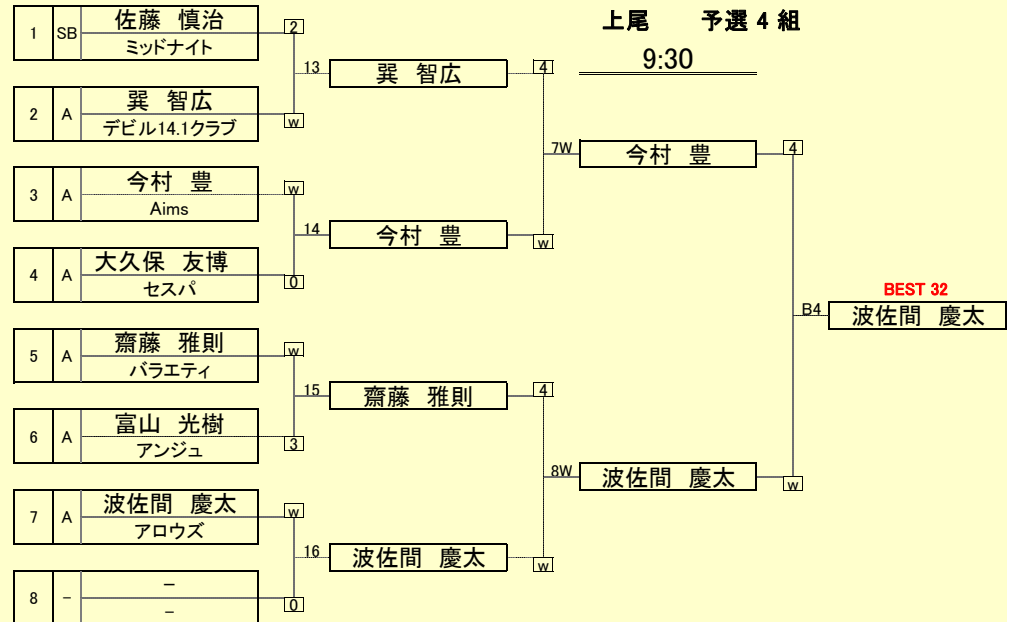 上尾 予選 4 組
9:30
1 SB 佐藤 慎治
ミッドナイト
2
13 巽 智広 4
2 A 巽 智広
デビル14.1クラブ
w
7W 今村 豊 4
3 A 今村 豊
Aims
w
14 今村 豊 w
4 A 大久保 友博
セスパ
0
BEST 32
B4 波佐間 慶太
5 A 齋藤 雅則
バラエティ
w
15 齋藤 雅則 4
6 A 富山 光樹
アンジュ
3
8W 波佐間 慶太 w
7 A 波佐間 慶太
アロウズ
w
16 波佐間 慶太 w
8 - -
-
0